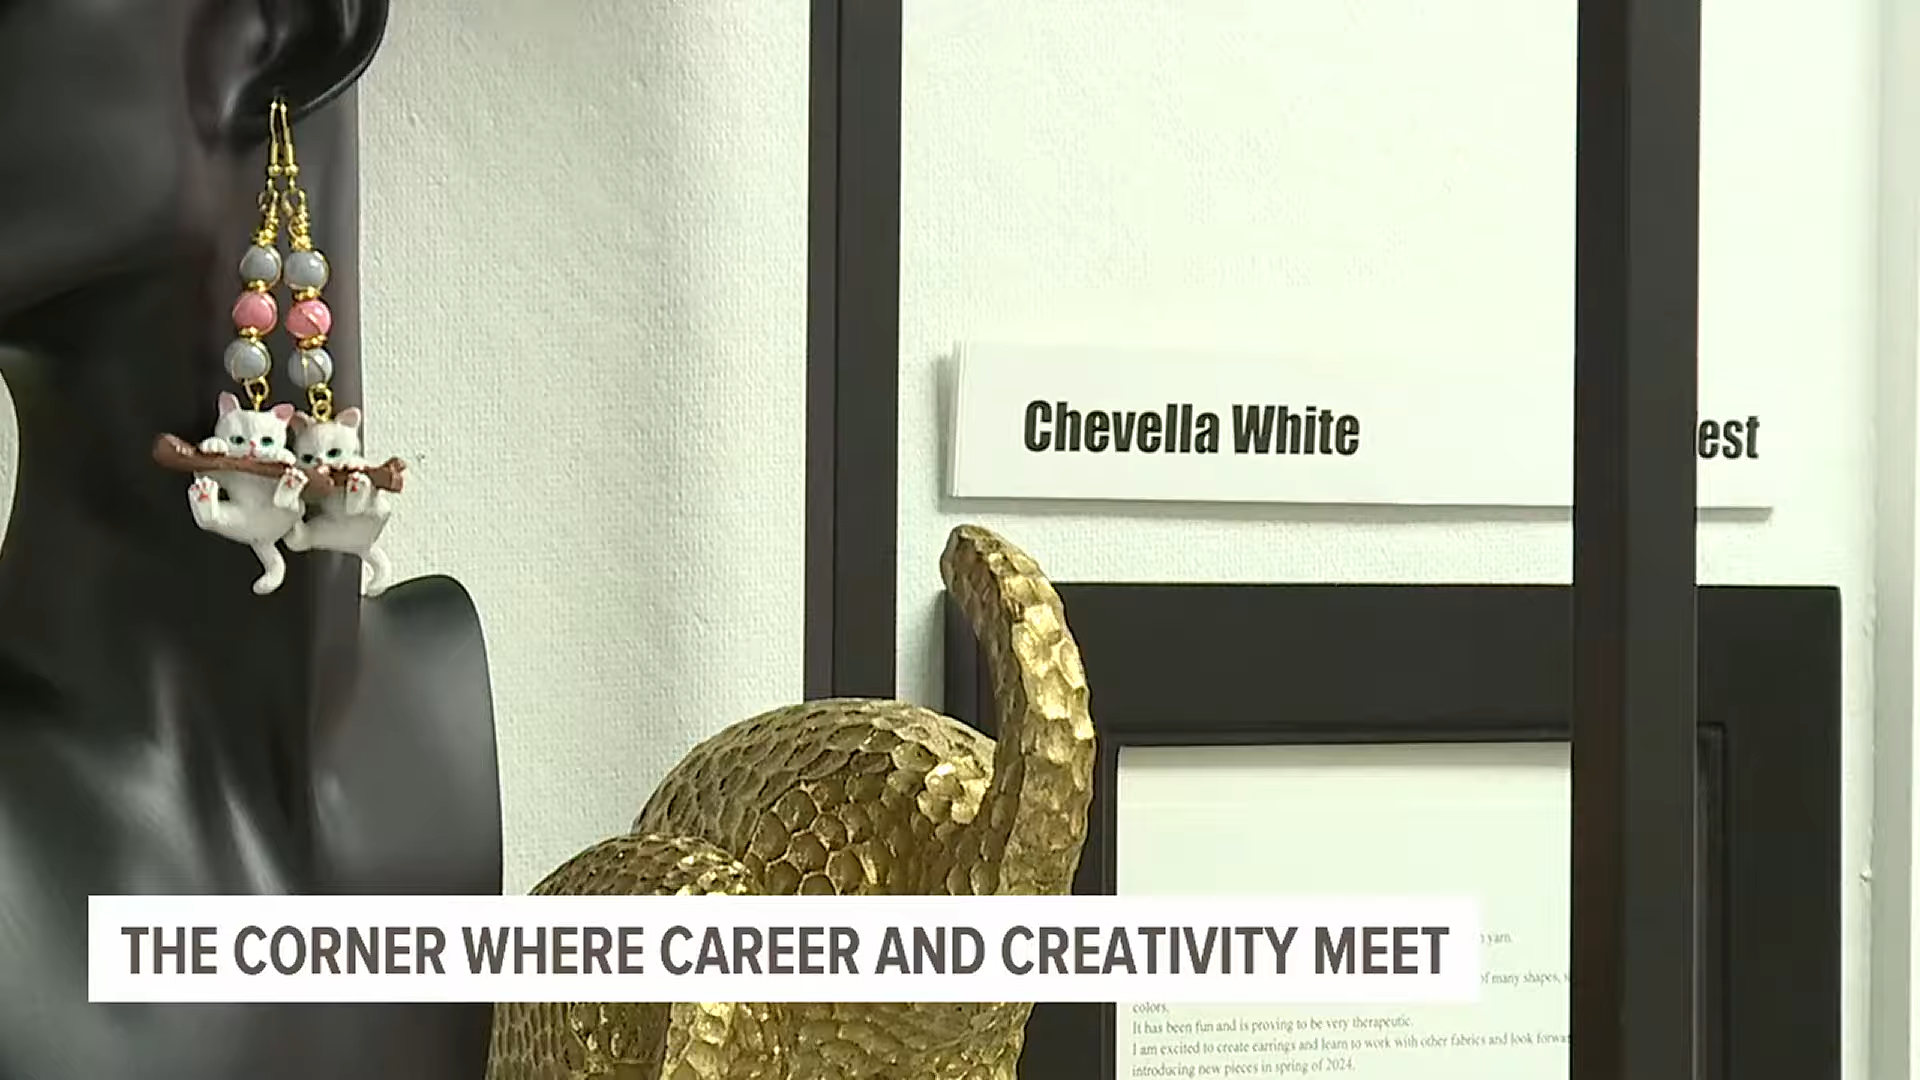 Chevella White
est
THE CORNER WHERE CAREER AND CREATIVITY MEET
yarn.
of many shapes,
colors.
It has been fun and is proving to be very therapeutic.
I am excited to create earrings and learn to work with other fabrics and look
introducing new pieces in spring of 2024.